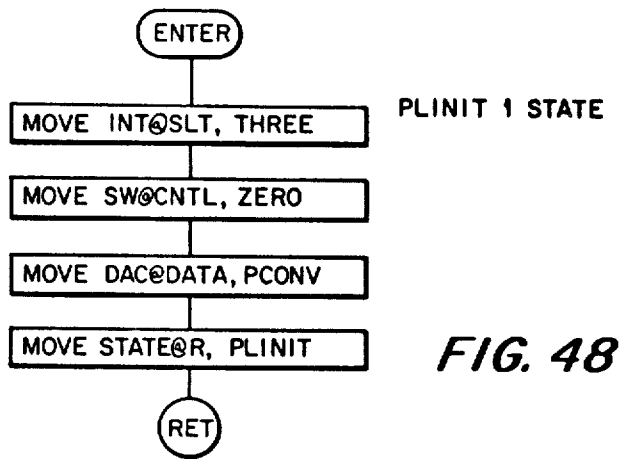 ENTER
PLINIT 1 STATE
MOVE INT@SLT, THREE
MOVE SW@CNTL, ZERO
MOVE DAC@DATA, PCONV
MOVE STATE@R, PLINIT
FIG. 48
RET